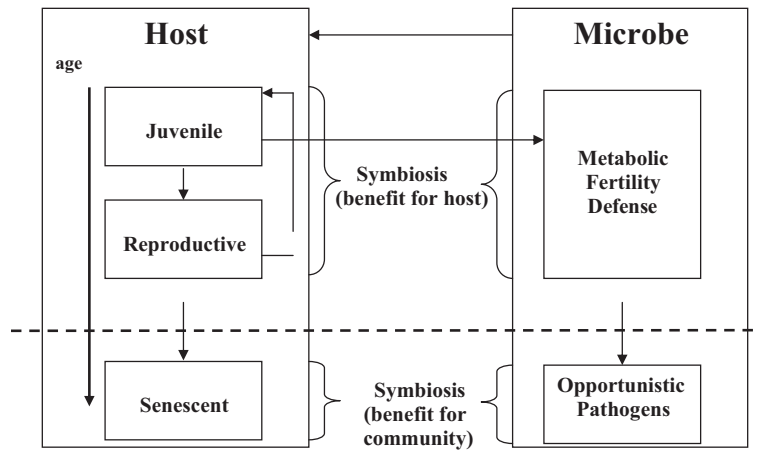 Host
Microbe
age
Juvenile
Reproductive
Symbiosis
(benefit for host)
Metabolic
Fertility
Defense
Senescent
Symbiosis
(benefit for
community)
Opportunistic
Pathogens